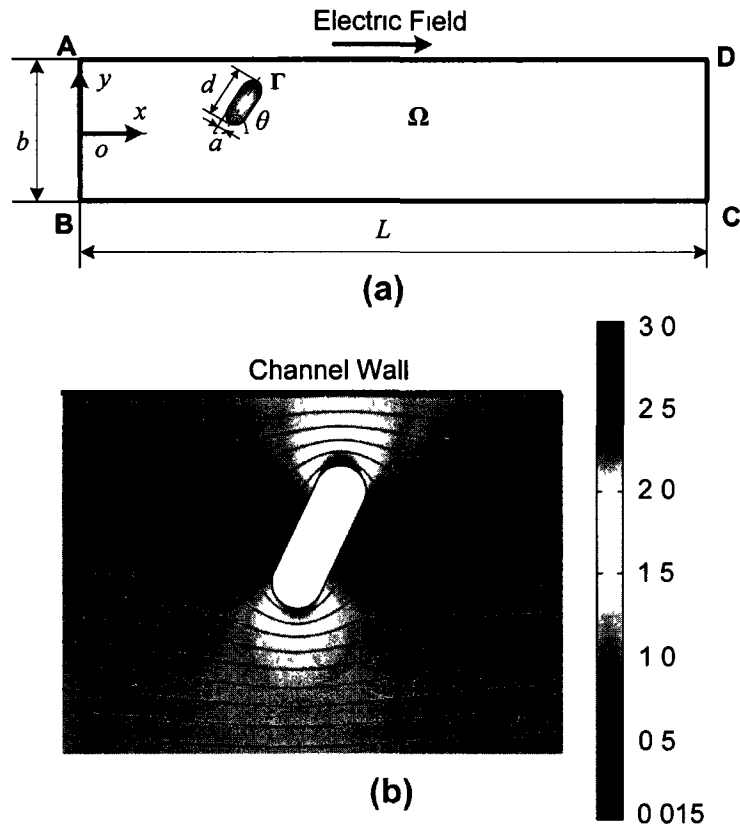 Electric Field
A
D
y
d
Γ
Ω
b
x
θ
o
a
B
L
C
(a)
Channel Wall
3 0
2 5
2 0
1 5
1 0
0 5
0 015
(b)